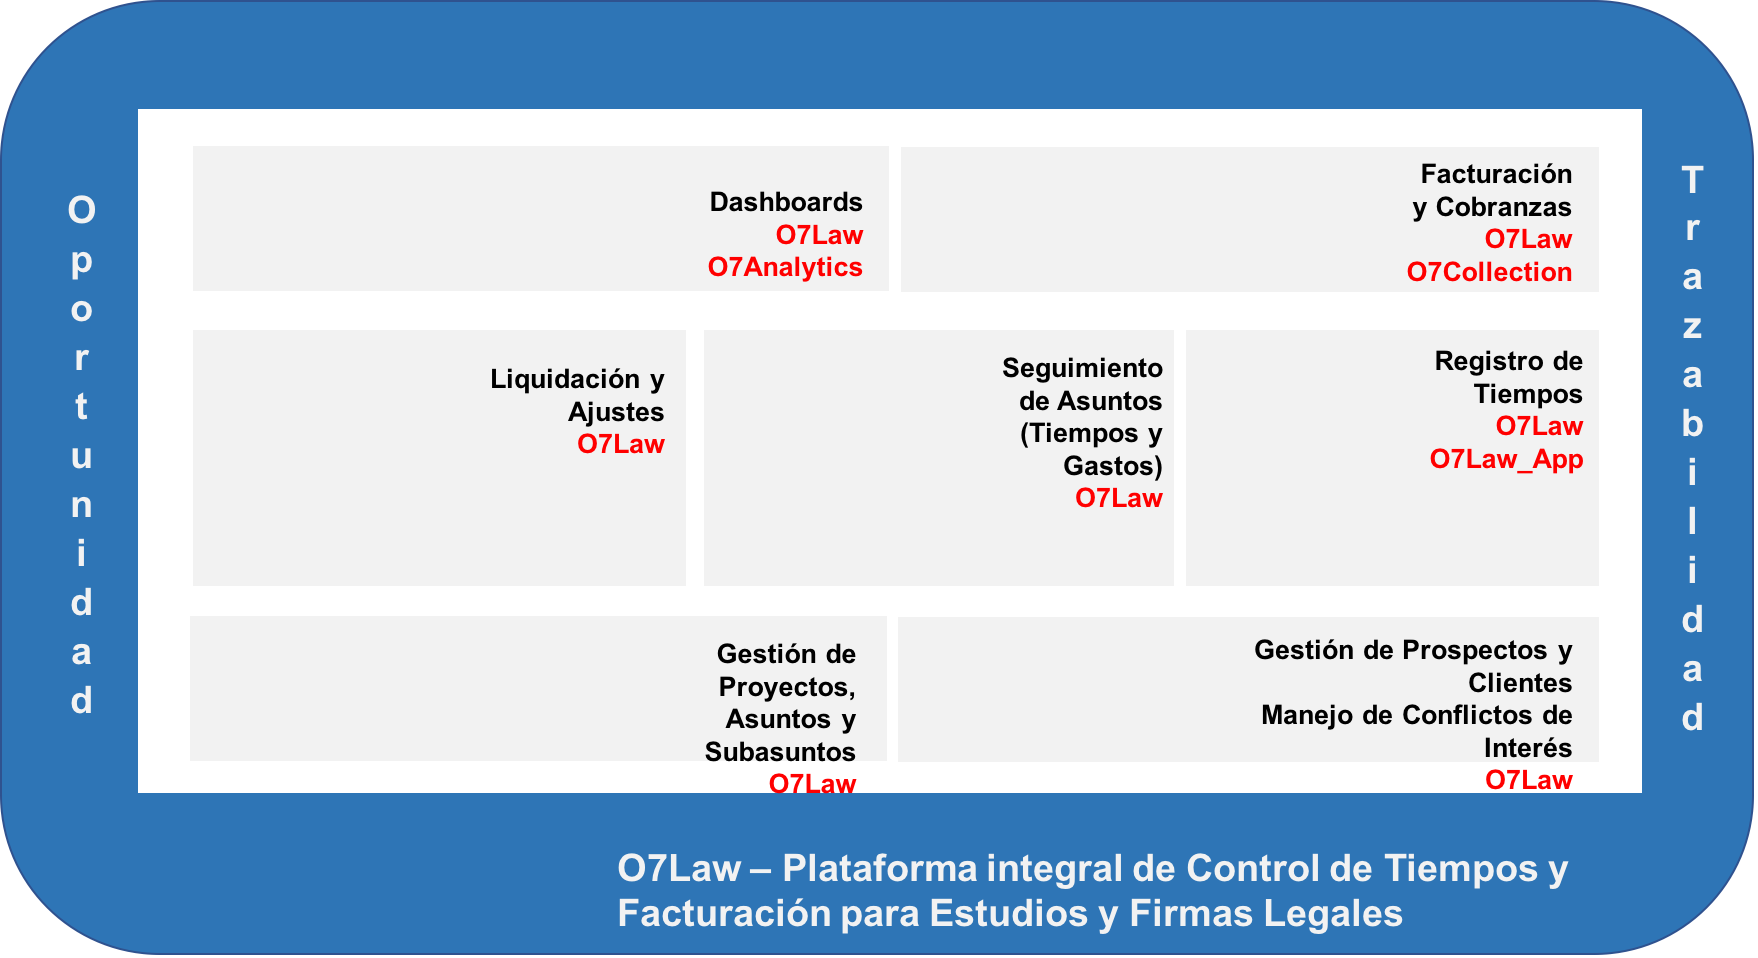 Oportunidad
Dashboards
O7Law
O7Analytics
Facturación
y Cobranzas
O7Law
O7Collection
Liquidación y
Ajustes
O7Law
Seguimiento
de Asuntos
(Tiempos y
Gastos)
O7Law
Registro de
Tiempos
O7Law
O7Law_App
Gestión de
Proyectos,
Asuntos y
Subasuntos
O7Law
Gestión de Prospectos y
Clientes
Manejo de Conflictos de
Interés
O7Law
Trazabilidad
O7Law – Plataforma integral de Control de Tiempos y
Facturación para Estudios y Firmas Legales